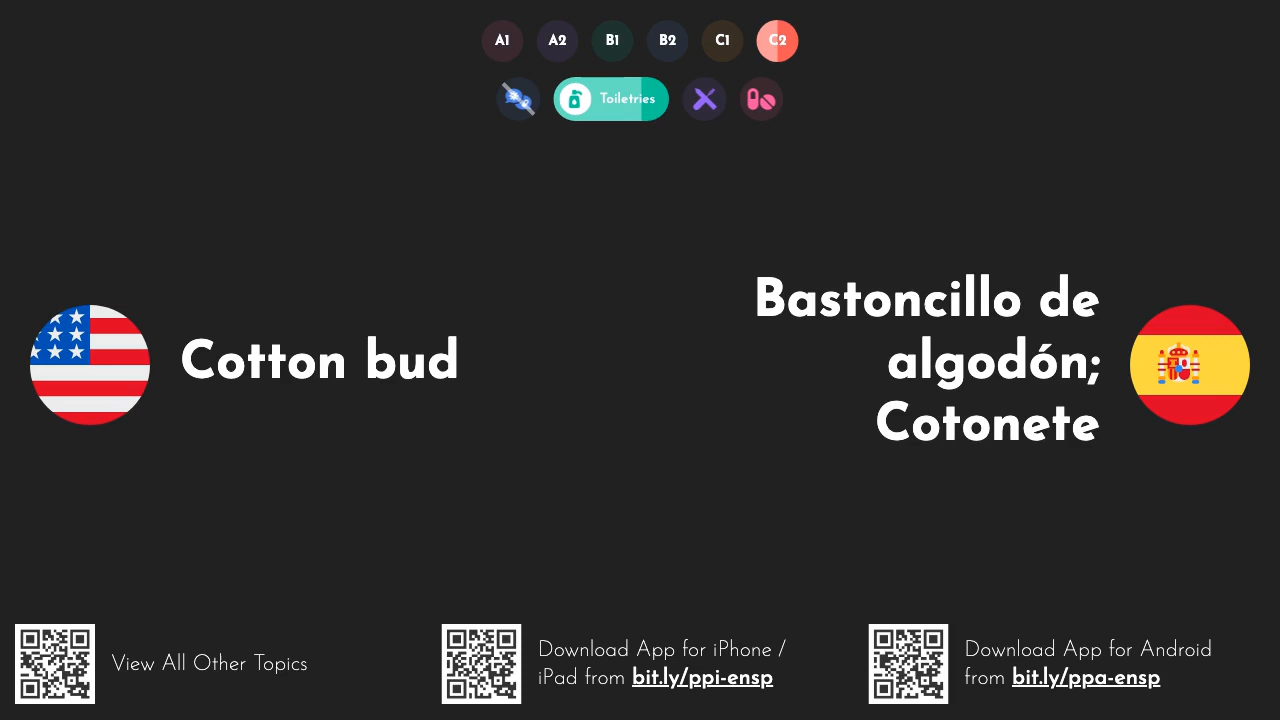 A1 A2 B1 B2 C1 C2
Toiletries
Cotton bud
Bastoncillo de
algodón;
Cotonete
View All Other Topics
Download App for iPhone /
iPad from bit.ly/ppi-ensp
Download App for Android
from bit.ly/ppa-ensp